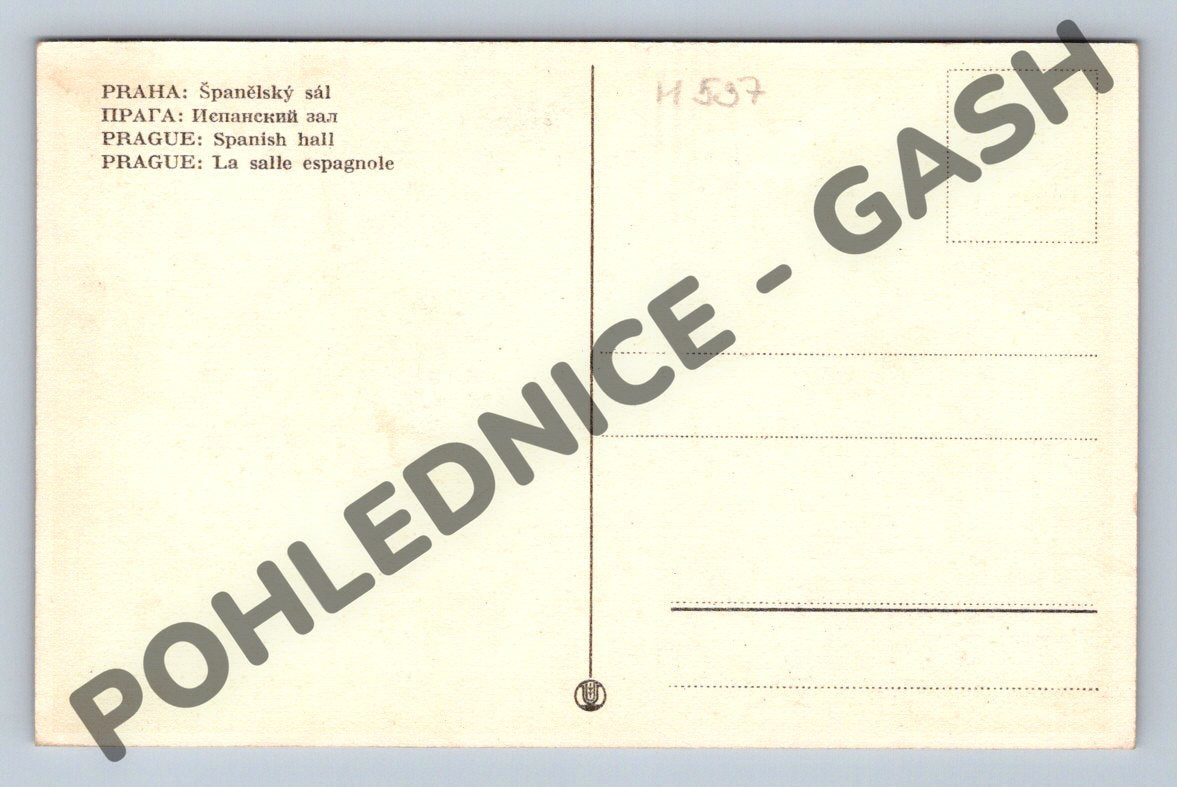 PRAHA: Španělský sál
ПРАГА: Испанский зал
PRAGUE: Spanish hall
PRAGUE: La salle espagnole
H 537
POHLEDNICE - GASH